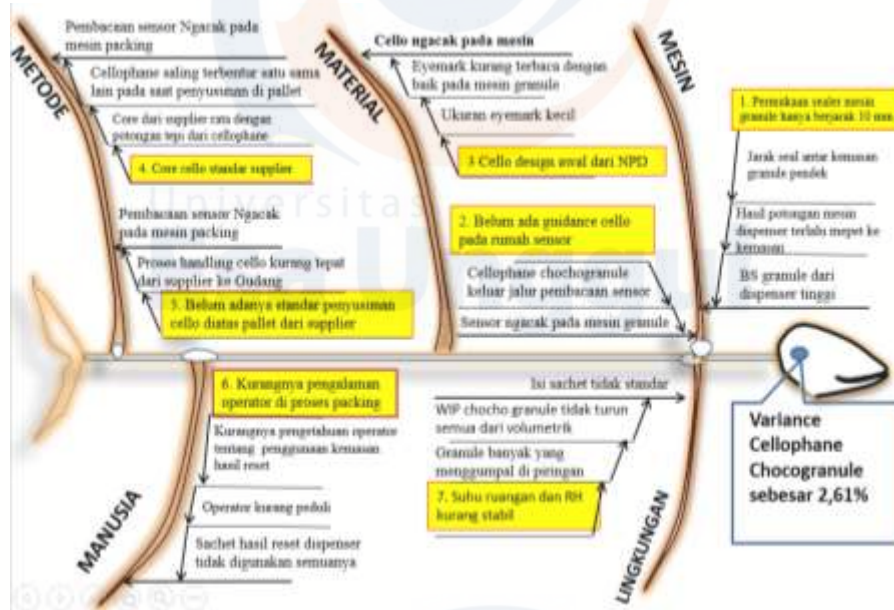 METODE
Pembacaan sensor Ngacak pada
mesin packing
Cellophane saling terbentur satu sama
lain pada saat penyusunan di pallet
Core dari supplier rata dengan
potongan tepi dari cellophane
4. Core cello standar supplier
Pembacaan sensor Ngacak
pada mesin packing
Proses handling cello kurang tepat
dari supplier ke Gudang
5. Belum adanya standar penyusunan
cello diatas pallet dari supplier
MATERIAL
Cello ngacak pada mesin
Eyemark kurang terbaca dengan
baik pada mesin granule
Ukuran eyemark kecil
3 Cello design awal dari NPD
MESIN
1. Permukaan sealer mesin
granule hanya berjarak 10 mm
Jarak seal antar kemasan
granule pendek
Hasil potongan mesin
dispenser terlalu mepet ke
kemasan
BS granule dari
dispenser tinggi
2. Belum ada guidance cello
pada rumah sensor
Cellophane chochogranule
keluar jalur pembacaan sensor
Sensor ngacak pada mesin granule
Universitas
MANUSIA
6. Kurangnya pengalaman
operator di proses packing
Kurangnya pengetahuan operator
tentang penggunaan kemasan
hasil reset
Operator kurang peduli
Sachet hasil reset dispenser
tidak digunakan semuanya
LINGKUNGAN
Isi sachet tidak standar
WIP chocho granule tidak turun
semua dari volumetrik
Granule banyak yang
menggumpal di piringan
7. Suhu ruangan dan RH
kurang stabil
Variance
Cellophane
Chocogranule
sebesar 2,61%